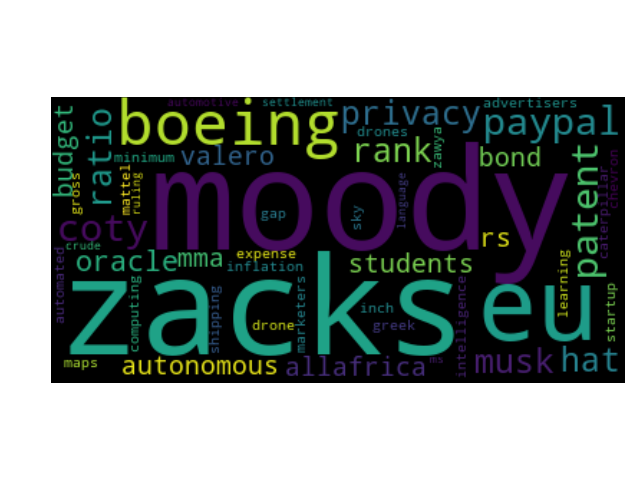 automotive settlement advertisers
budget ratio boeing privacy paypal
drones
minimum valero rank zawya bond
gross mattel ruling moody patent caterpillar chevron
coty gap sky language rs
crude
oracle mma expense students
inflation
automated zacks eu learning startup
computing shipping marketers inch intelligence
drone greek
maps autonomous allafrica ms musk hat